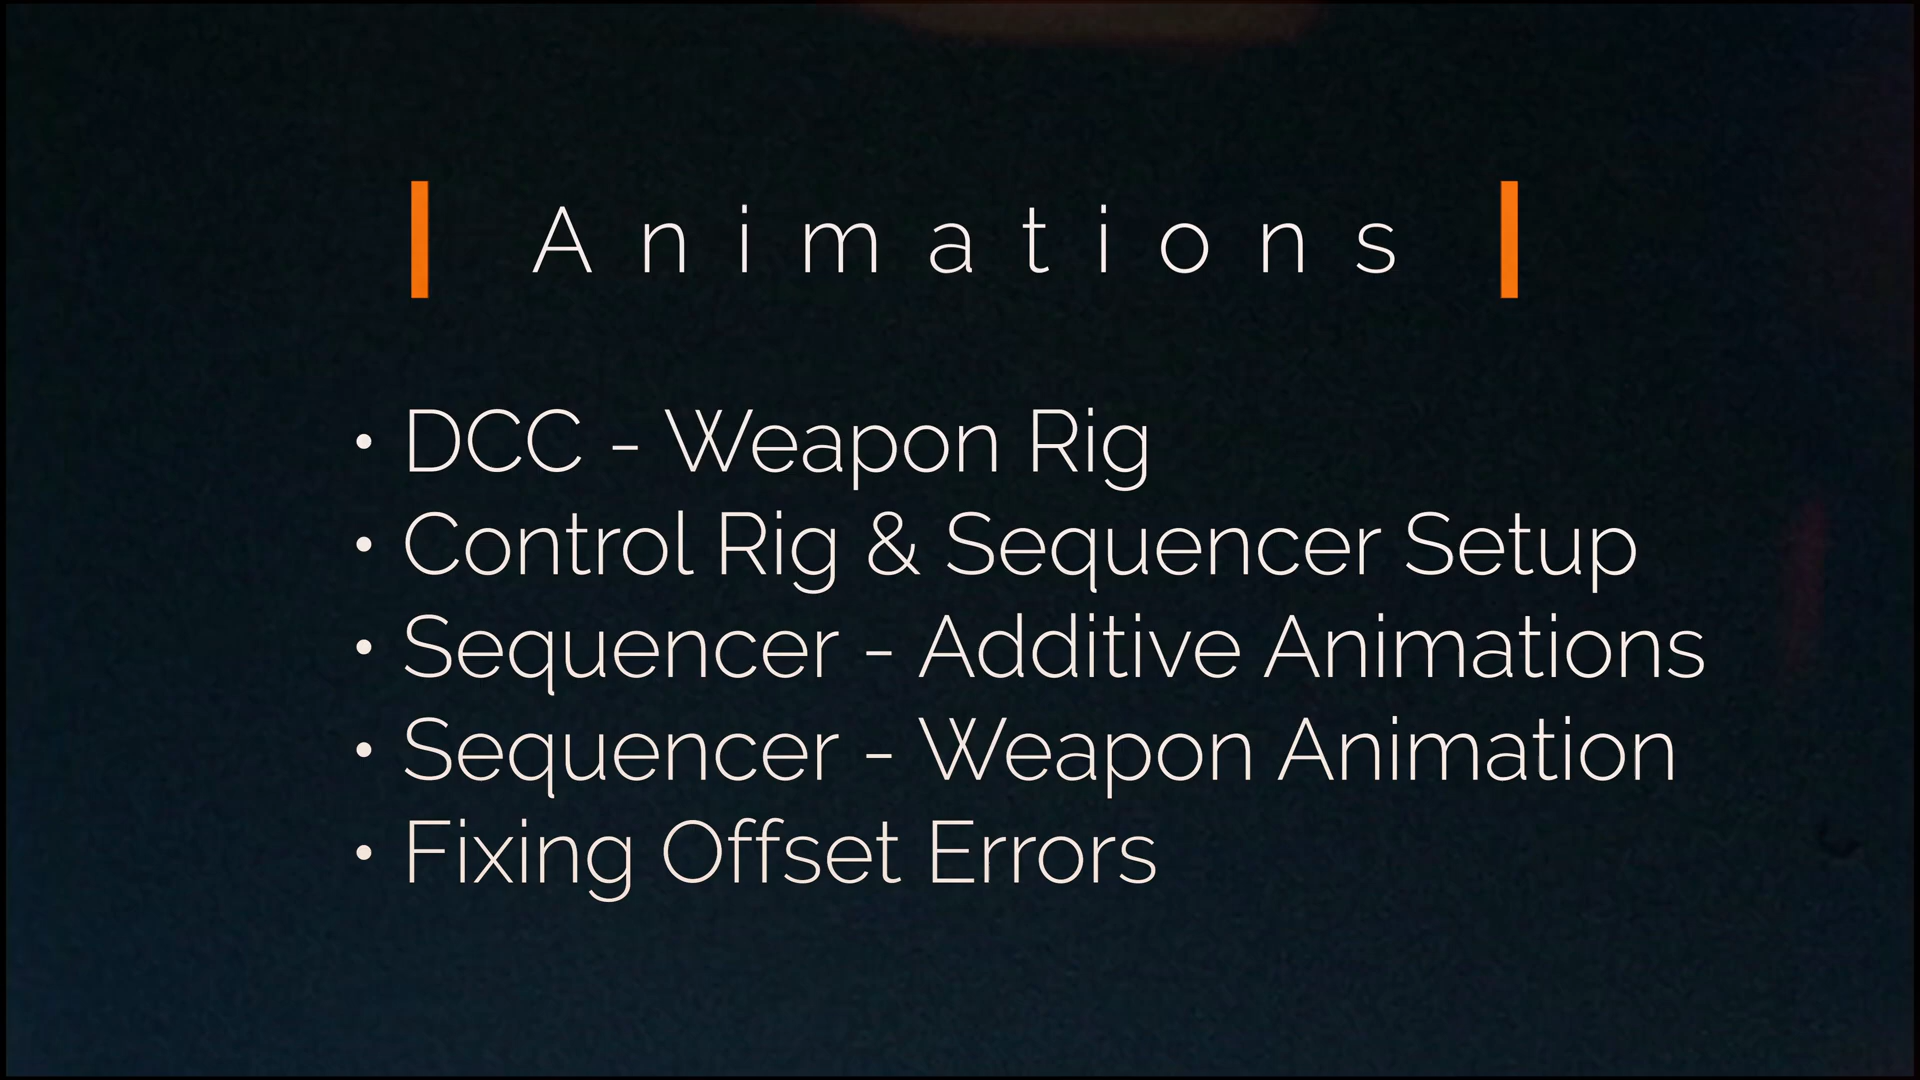 Animations
• DCC - Weapon Rig
• Control Rig & Sequencer Setup
• Sequencer - Additive Animations
• Sequencer - Weapon Animation
• Fixing Offset Errors